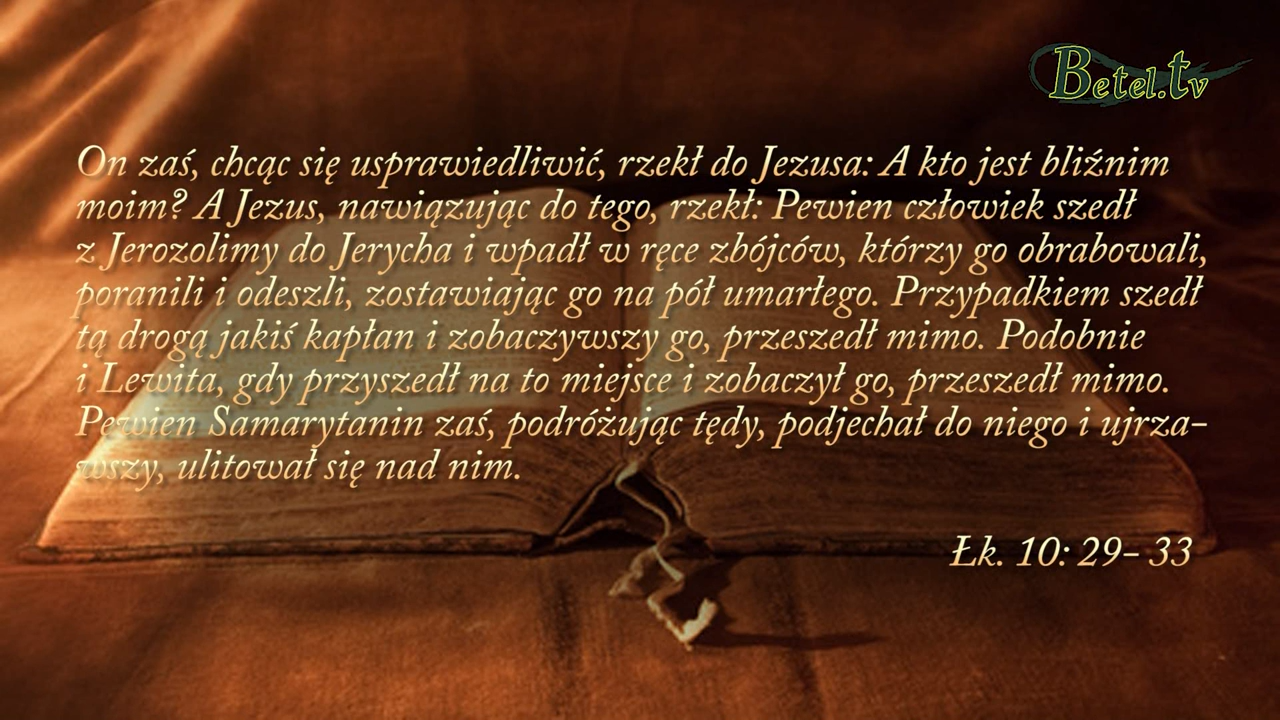 Betel.tv
On zaś, chcąc się usprawiedliwić, rzekł do Jezusa: A kto jest bliźnim
moim? A Jezus, nawiązując do tego, rzekł: Pewien człowiek szedł
z Jerozolimy do Jerycha i wpadł w ręce zbójców, którzy go obrabowali,
poranili i odeszli, zostawiając go na pół umarłego. Przypadkiem szedł
tą drogą jakiś kapłan i zobaczywszy go, przeszedł mimo. Podobnie
i Lewita, gdy przyszedł na to miejsce i zobaczył go, przeszedł mimo.
Pewien Samarytanin zaś, podróżując tędy, podjechał do niego i ujrza-
wszy, ulitował się nad nim.
Łk. 10: 29- 33